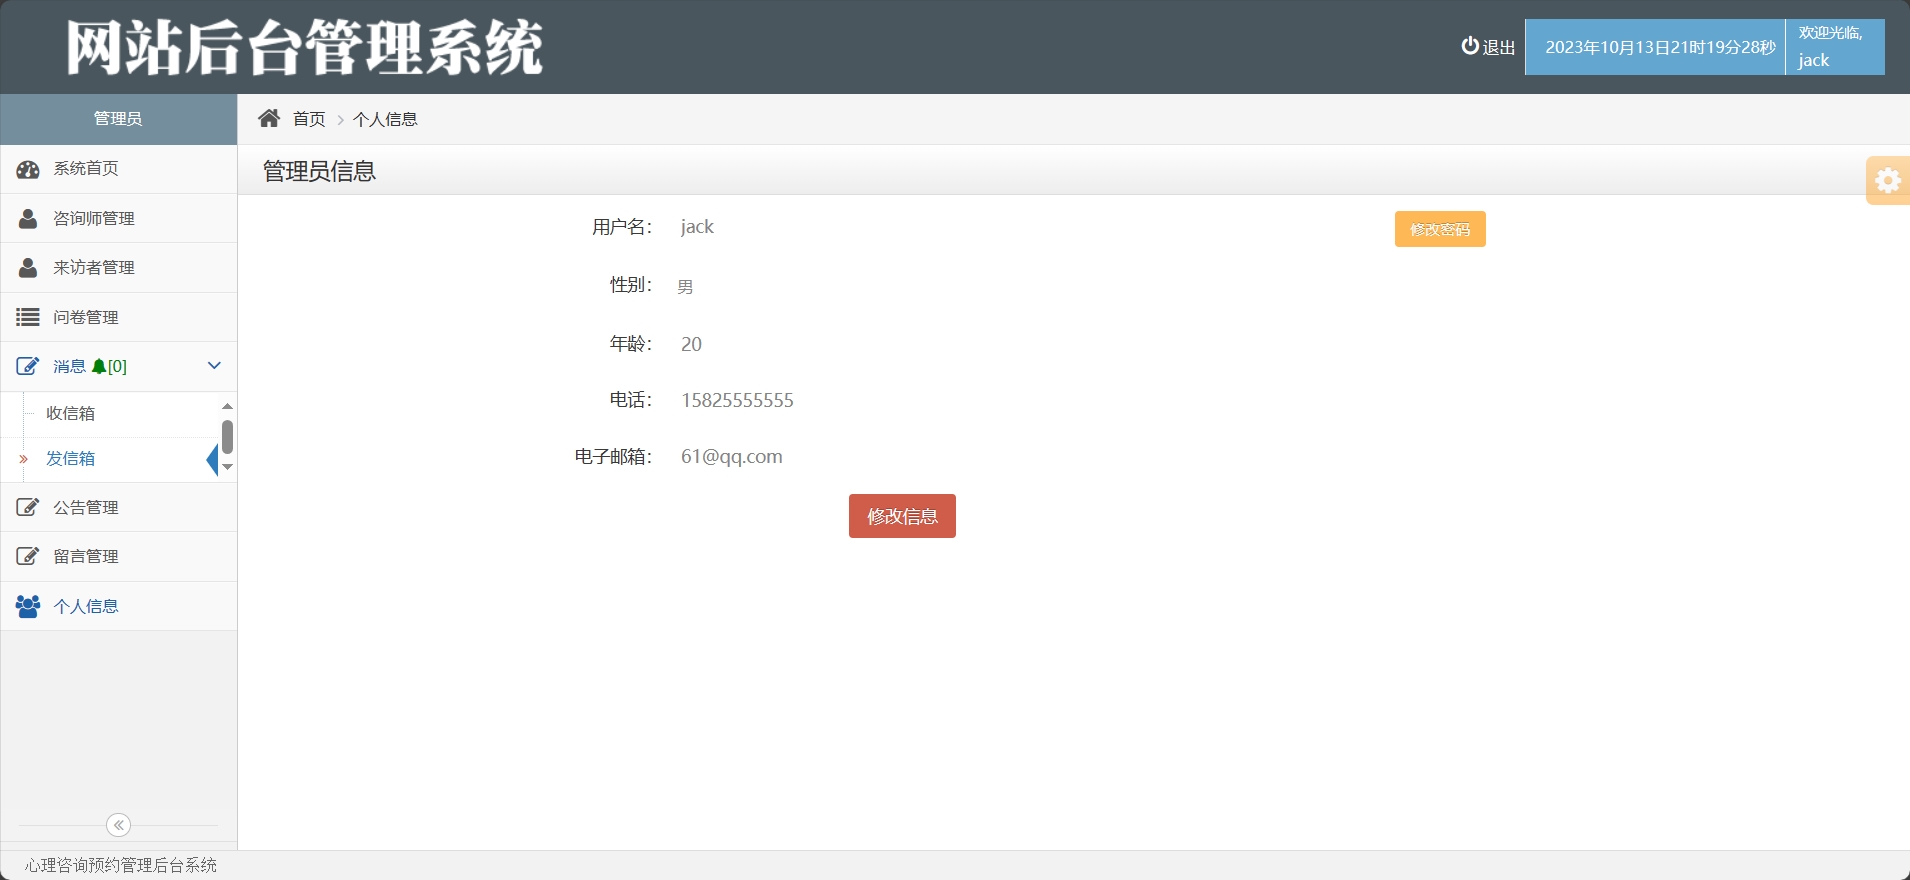 网站后台管理系统
退出
2023年10月13日21时19分28秒
欢迎光临,
jack
管理员
首页
个人信息
系统首页
咨询师管理
来访者管理
问卷管理
消息 [0]
收信箱
发信箱
公告管理
留言管理
个人信息
管理员信息
用户名: jack
修改密码
性别: 男
年龄: 20
电话: 15825555555
电子邮箱: 61@qq.com
修改信息
心理咨询预约管理后台系统